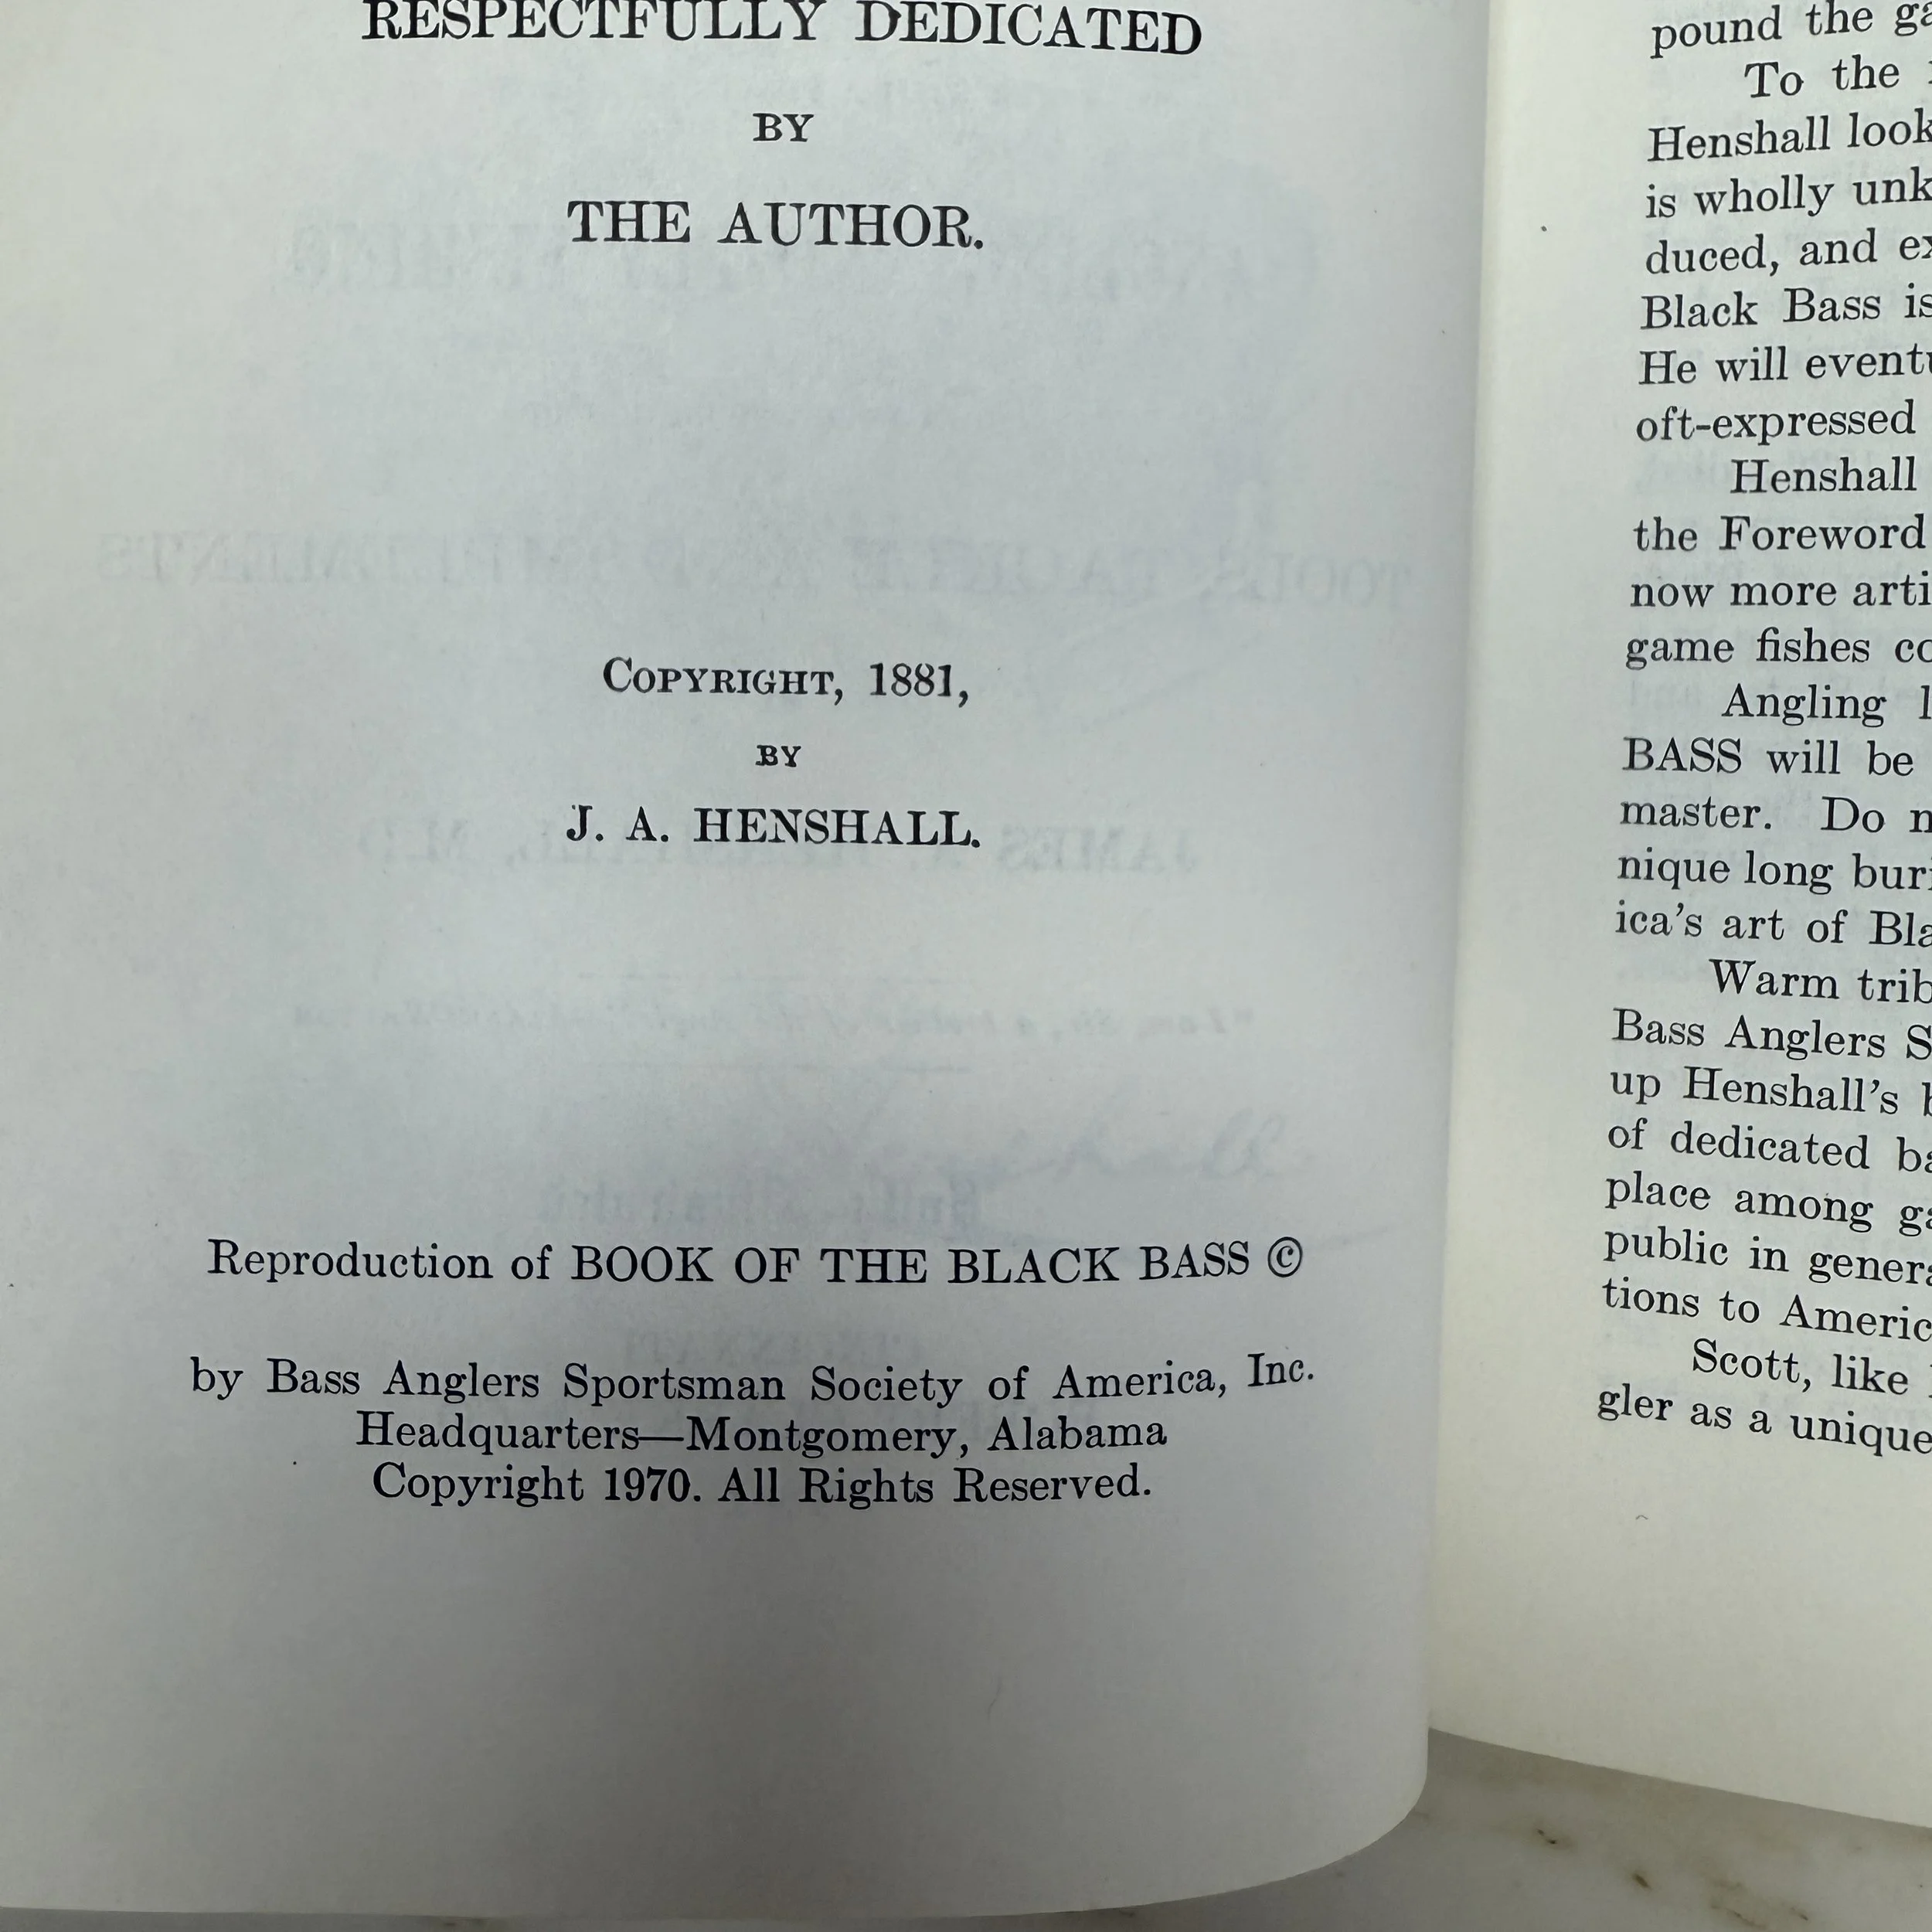 RESPECTFULLY DEDICATED
BY
THE AUTHOR.
COPYRIGHT, 1881,
BY
J. A. HENSHALL.
Reproduction of BOOK OF THE BLACK BASS ©
by Bass Anglers Sportsman Society of America, Inc.
Headquarters—Montgomery, Alabama
Copyright 1970. All Rights Reserved.
pound the
To the
Henshall look
is wholly
duced, and
Black Bass
He will
oft-expressed
Henshall
the Foreword
now more
game fishes
Angling
BASS will be
master. Do
nique long
ica's art of
Warm
Bass Anglers
up Henshall's
of dedicated
place among
public in
tions to
Scott, like
gler as a unique